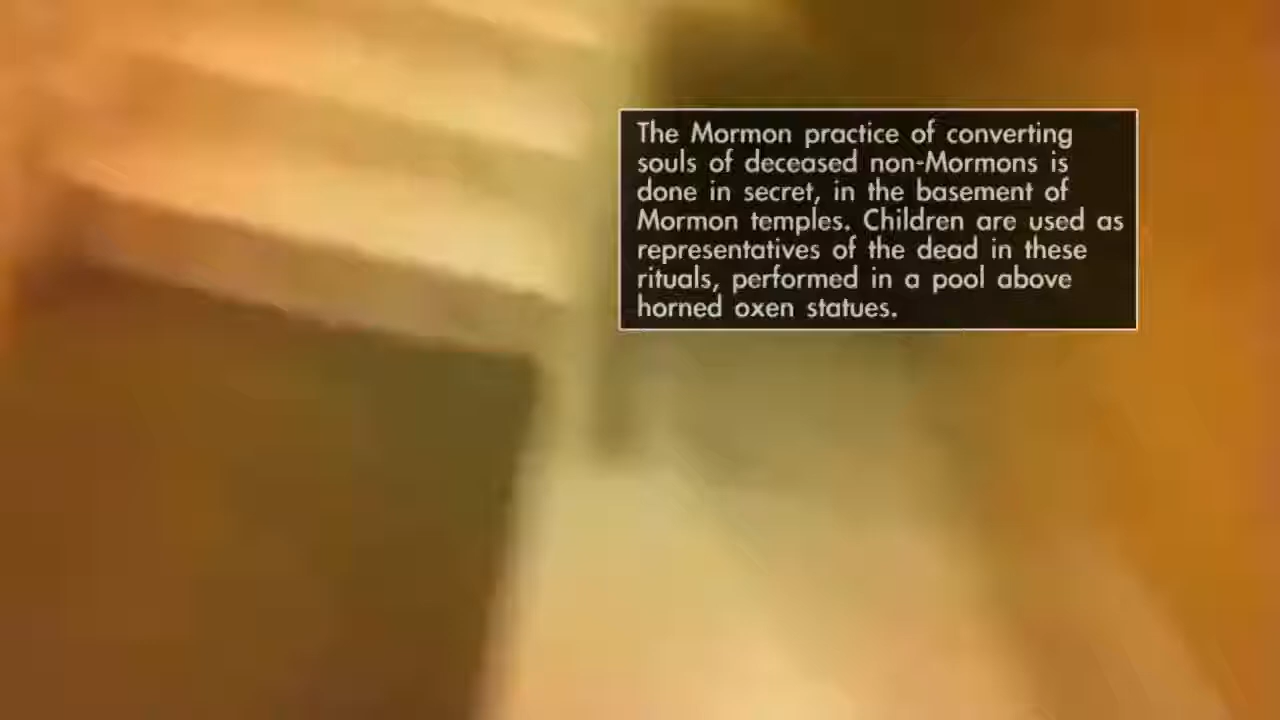 The Mormon practice of converting
souls of deceased non-Mormons is
done in secret, in the basement of
Mormon temples. Children are used as
representatives of the dead in these
rituals, performed in a pool above
horned oxen statues.